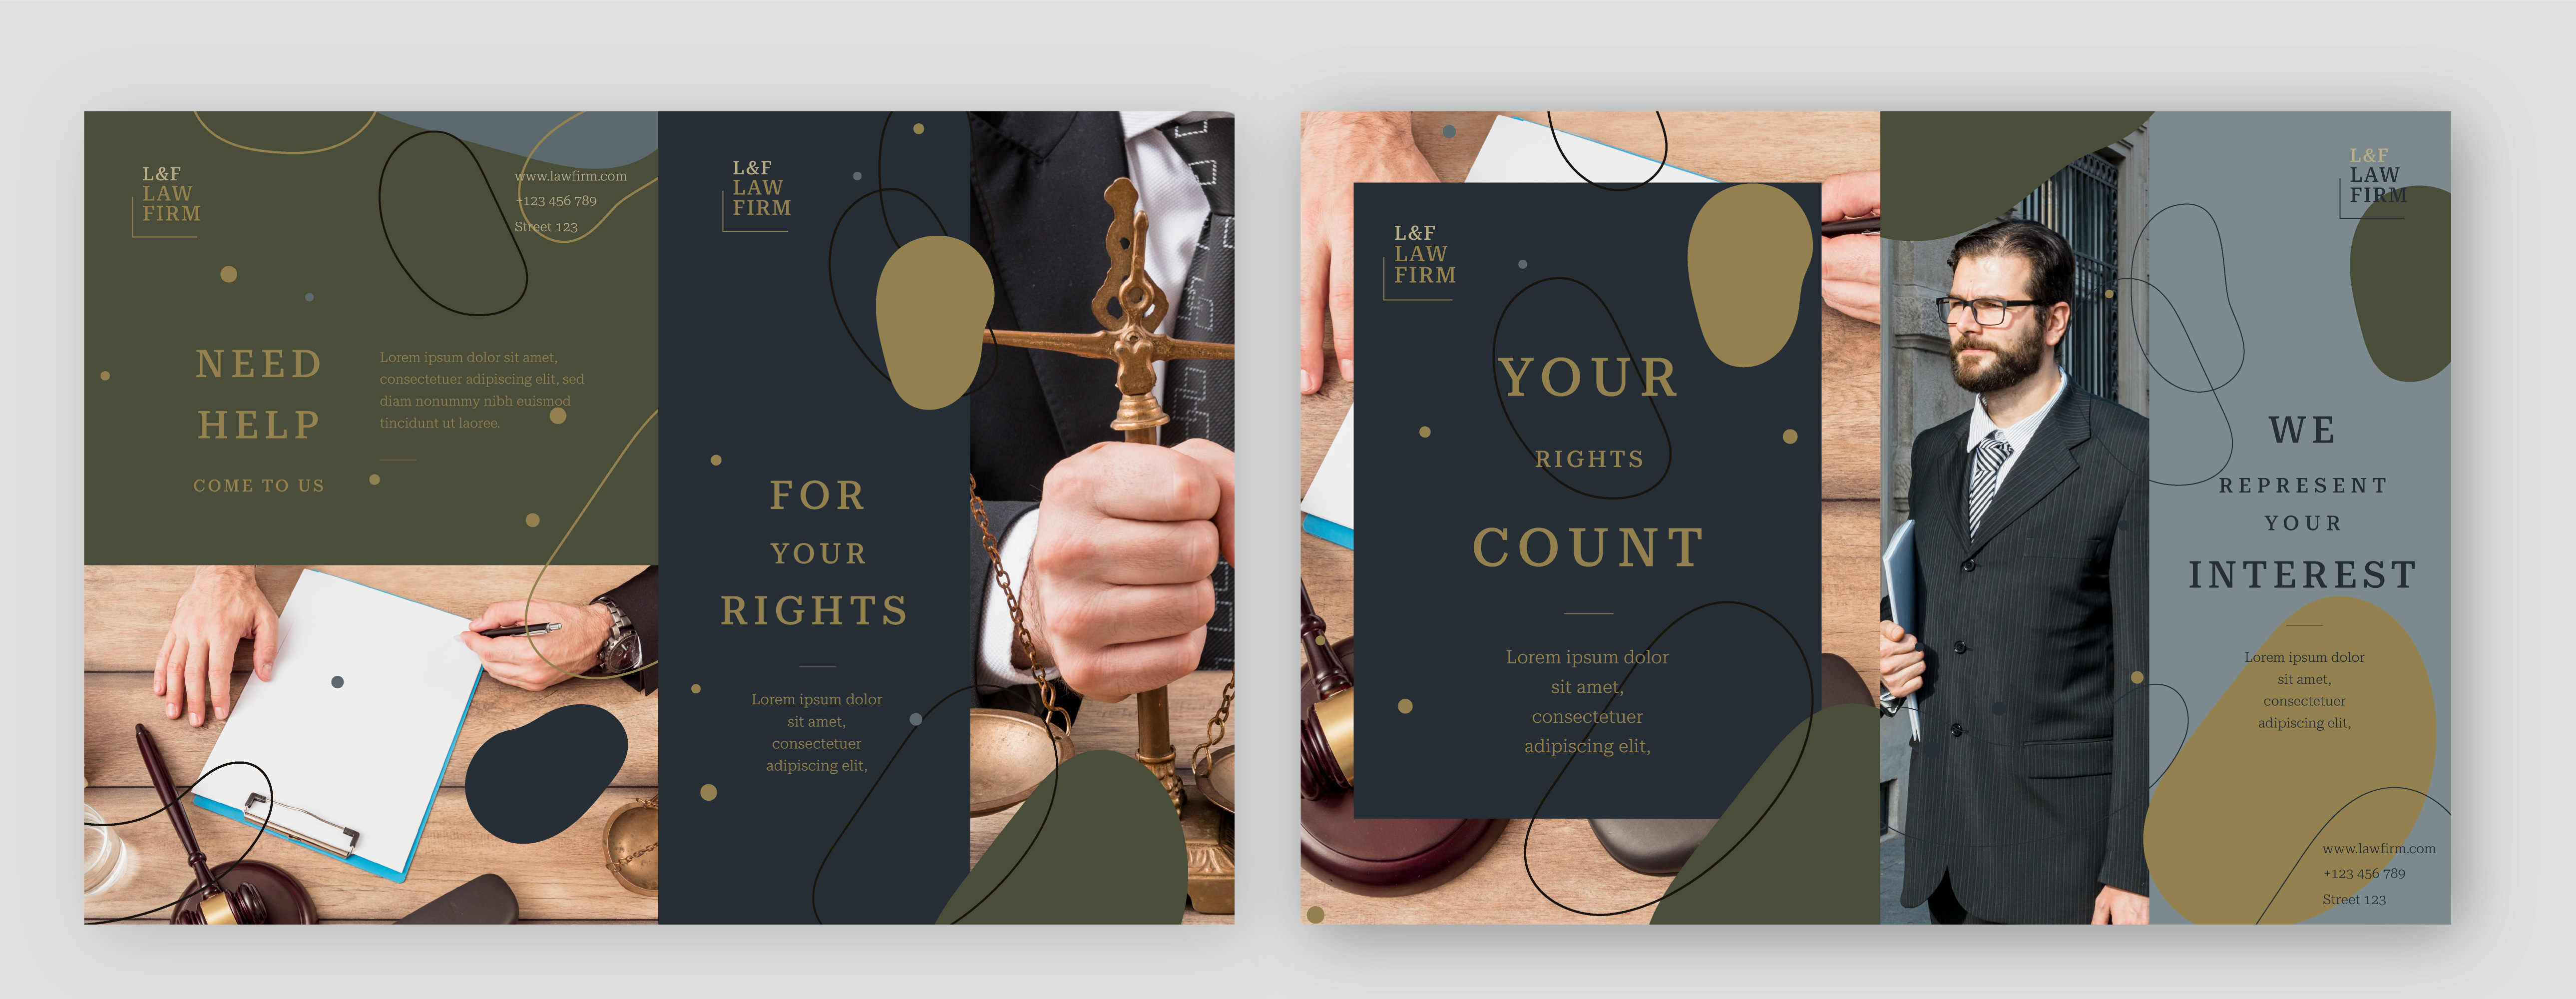 L&F
LAW
FIRM
www.lawfirm.com
+123 456 789
Street 123
NEED
HELP
COME TO US
Lorem ipsum dolor sit amet,
consectetuer adipiscing elit, sed
diam nonummy nibh euismod
tincidunt ut laoree.
L&F
LAW
FIRM
FOR
YOUR
RIGHTS
Lorem ipsum dolor
sit amet,
consectetuer
adipiscing elit,
L&F
LAW
FIRM
YOUR
RIGHTS
COUNT
Lorem ipsum dolor
sit amet,
consectetuer
adipiscing elit,
L&F
LAW
FIRM
WE
REPRESENT
YOUR
INTEREST
Lorem ipsum dolor
sit amet,
consectetuer
adipiscing elit,
www.lawfirm.com
+123 456 789
Street 123